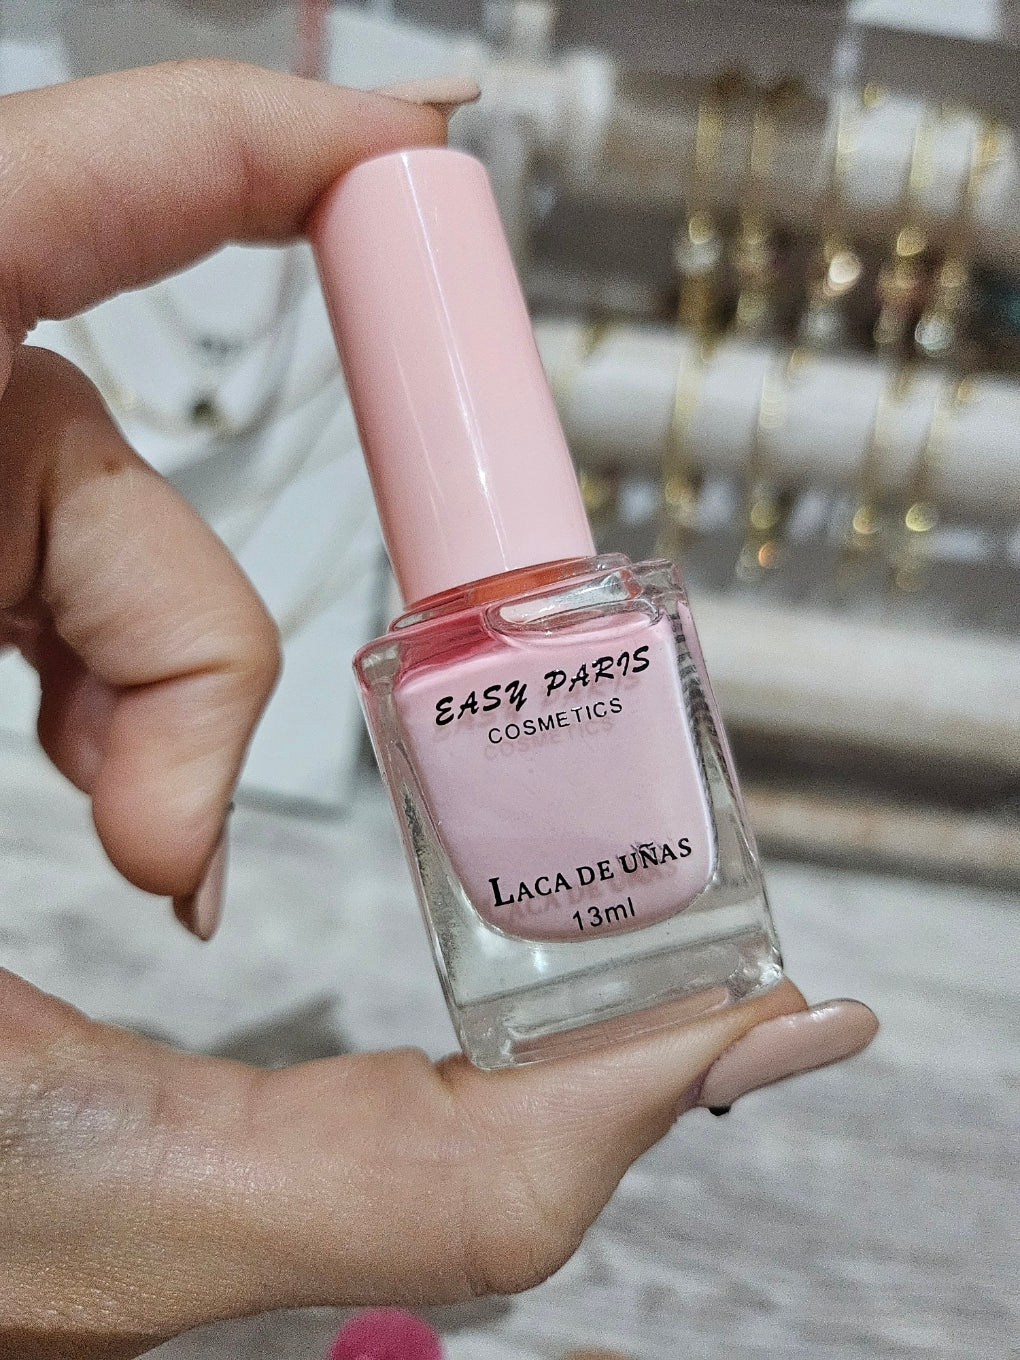 EASY PARIS
COSMETICS
LACA DE UÑAS
13ml